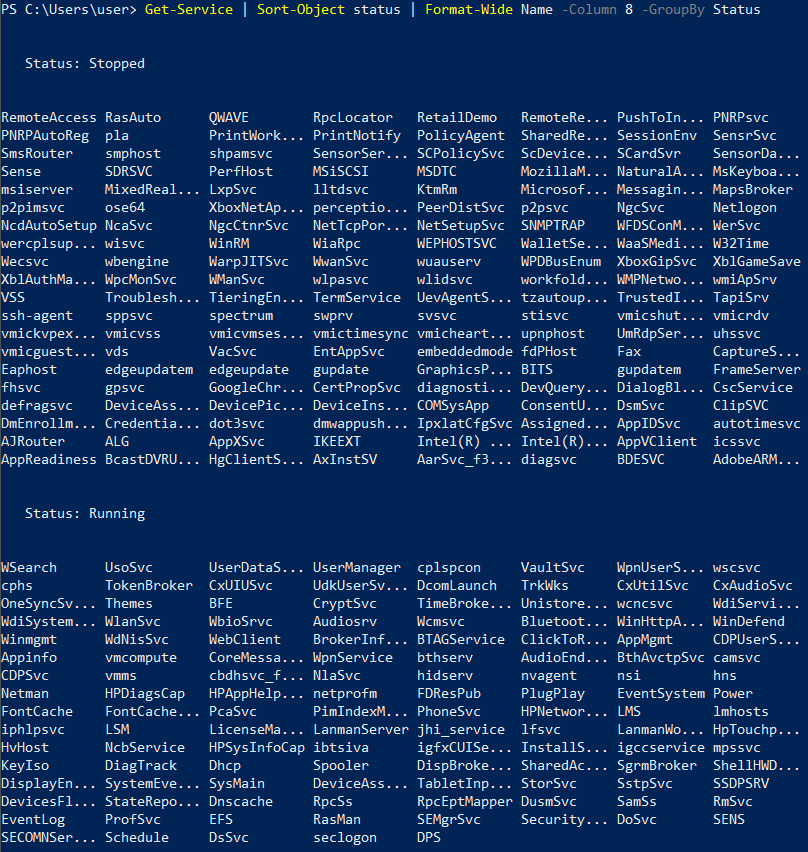 PS C:\Users\user> Get-Service | Sort-Object status | Format-Wide Name -Column 8 -GroupBy Status
Status: Stopped
RemoteAccess RasAuto QWAVE RpcLocator RetailDemo RemoteRe... PushToIn... PNRPsvc
PNRPAutoReg pla PrintWork... PrintNotify PolicyAgent SharedRe... SessionEnv SensrSvc
SmsRouter smphost shpamsvc SensorSer... SCPolicySvc ScDevice... SCardSvr SensorDa...
Sense SDRSVC PerfHost MSiSCSI MSDTC MozillaM... NaturalA... MsKeyboa...
msiserver MixedReal... LxpSvc lltdsvc KtmRm Microsof... Messagin... MapsBroker
p2pimsvc ose64 XboxNetAp... perceptio... PeerDistSvc p2psvc NgcSvc Netlogon
NcdAutoSetup NcaSvc NgcCtnrSvc NetTcpPor... NetSetupSvc SNMPTRAP WFDSConM... WerSvc
wercplsup... wisvc WinRM WiaRpc WEPHOSTSVC WalletSe... WaaSMedi... W32Time
Wecsvc wbengine WarpJITSvc WwanSvc wuauserv WPDBusEnum XboxGipSvc XblGameSave
XblAuthMa... WpcMonSvc WManSvc wlpasvc wlidsvc workfold... WMPNetwo... wmiApSrv
VSS Troublesh... TieringEn... TermService UevAgentS... tzautoup... TrustedI... TapiSrv
ssh-agent sppsvc spectrum swprv svsvc stisvc vmicshut... vmicrdv
vmickvpex... vmicvss vmicvmses... vmictimesync vmicheart... upnphost UmRdpSer... uhssvc
vmicguest... vds VacSvc EntAppSvc embeddedmode fdPHost Fax CaptureS...
Eaphost edgeupdatem edgeupdate gupdate GraphicsP... BITS gupdatem FrameServer
fhsvc gpsvc GoogleChr... CertPropSvc diagnosti... DevQuery... DialogBl... CscService
defragsvc DeviceAss... DevicePic... DeviceIns... COMSysApp ConsentU... DsmSvc ClipSVC
DmEnrollm... Credentia... dot3svc dmwappush... IpxlatCfgSvc Assigned... AppIDSvc autotimesvc
AJRouter ALG AppXSvc IKEEXT Intel(R) ... Intel(R)... AppVClient icssvc
AppReadiness BcastDVRU... HgClientS... AxInstSV AarSvc_f3... diagsvc BDESVC AdobeARM...
Status: Running
WSearch UsoSvc UserDataS... UserManager cplspcon VaultSvc WpnUserS... wscsvc
cphs TokenBroker CxUIUSvc UdkUserSv... DcomLaunch TrkWks CxUtilSvc CxAudioSvc
OneSyncSv... Themes BFE CryptSvc TimeBroke... Unistore... wcncsvc WdiServi...
WdiSystem... WlanSvc WbioSrvc Audiosrv Wcmsvc Bluetoot... WinHttpA... WinDefend
Winmgmt WdNisSvc WebClient BrokerInf... BTAGService ClickToR... AppMgmt CDPUserS...
Appinfo vmcompute CoreMessa... WpnService bthserv AudioEnd... BthAvctpSvc camsvc
CDPSvc vmms cbdhsvc_f... NlaSvc hidserv nvagent nsi hns
Netman HPDiagsCap HPAppHelp... netprofm FDResPub PlugPlay EventSystem Power
FontCache FontCache... PcaSvc PimIndexM... PhoneSvc HPNetwor... LMS lmhosts
iphlpsvc LSM LicenseMa... LanmanServer jhi_service lfsvc LanmanWo... HpTouchp...
HvHost NcbService HPSysInfoCap ibtsiva igfxCUISe... InstallS... igccservice mpssvc
KeyIso DiagTrack Dhcp Spooler DispBroke... SharedAc... SgrmBroker ShellHWD...
DisplayEn... SystemEve... SysMain DeviceAss... TabletInp... StorSvc SstpSvc SSDPSRV
DevicesFl... StateRepo... Dnscache RpcSs RpcEptMapper DusmSvc SamSs RmSvc
EventLog ProfSvc EFS RasMan SEMgrSvc Security... DoSvc SENS
SECOMNSer... Schedule DsSvc seclogon DPS